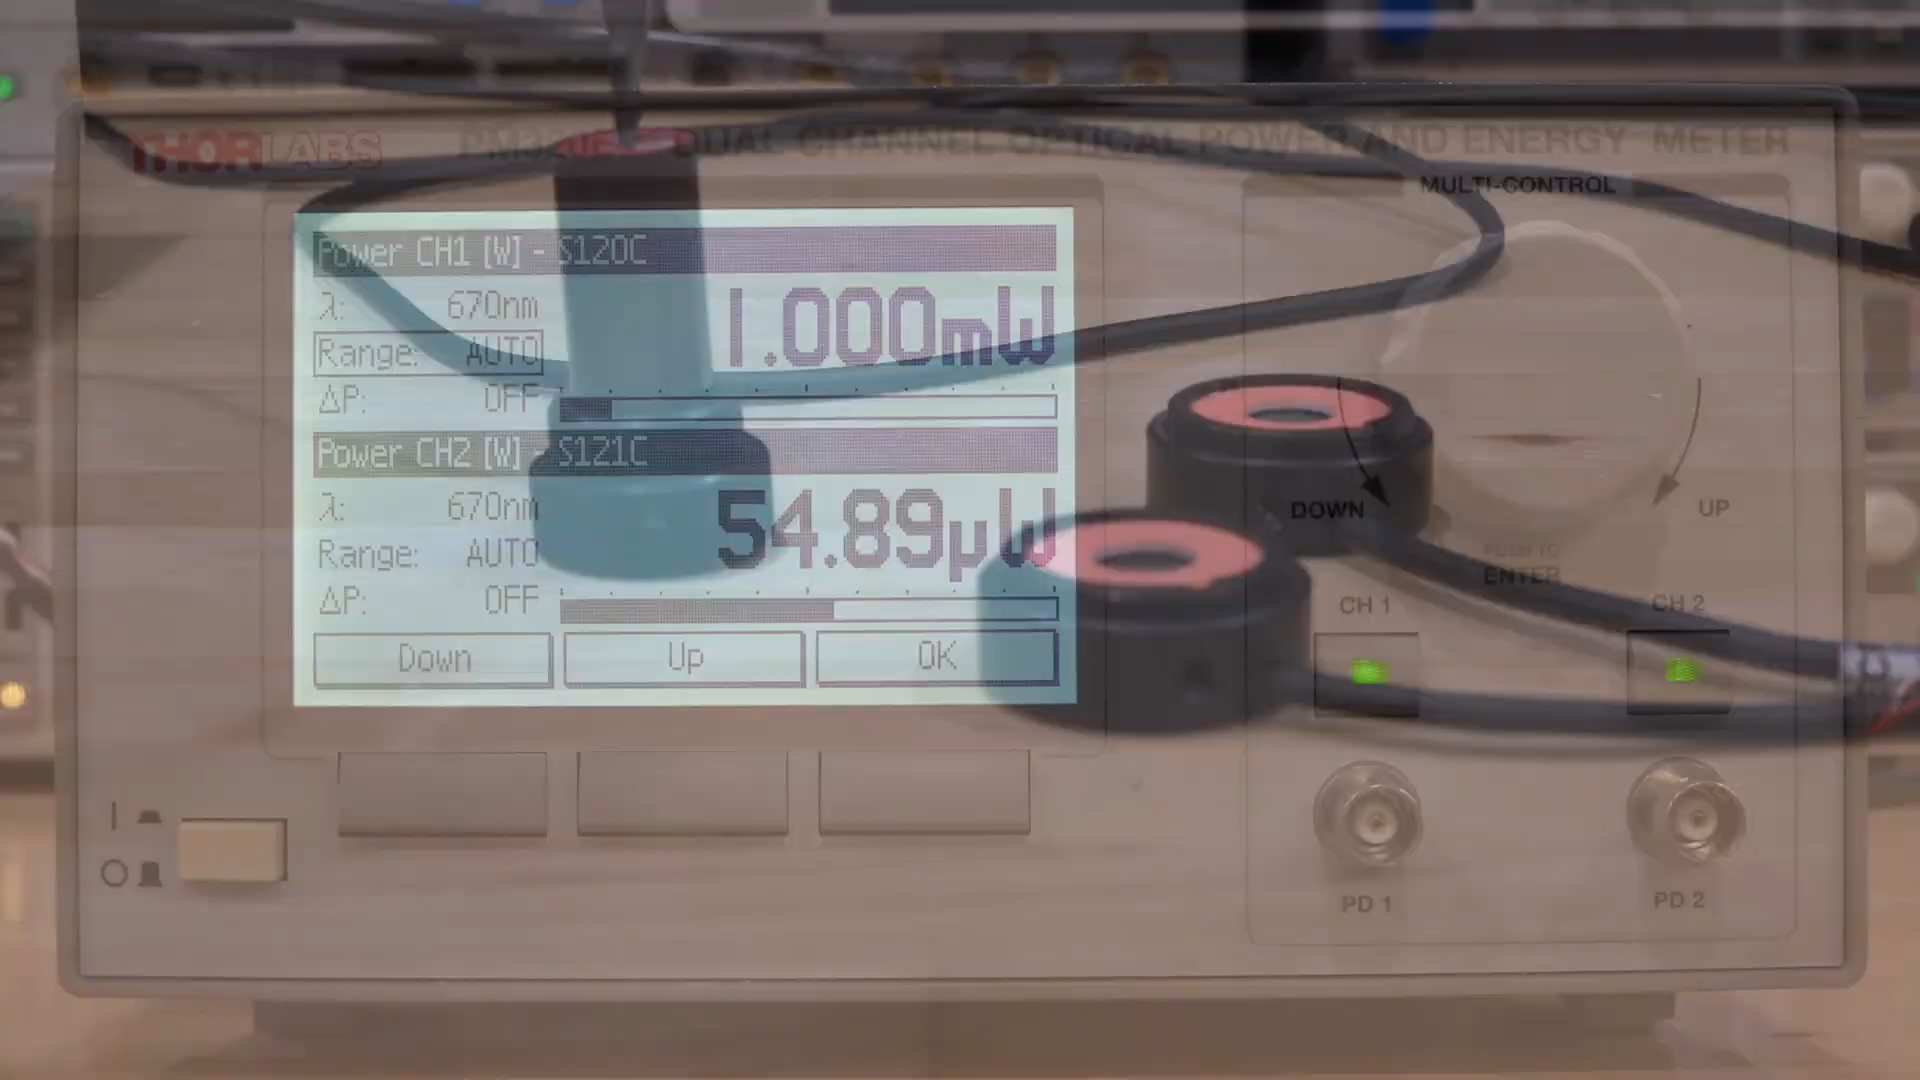 THORLABS
PM320E DUAL CHANNEL OPTICAL POWER AND ENERGY METER
MULTI-CONTROL
Power CH1 [W] - S120C
λ: 670nm
1.000mW
Range: AUTO
ΔP: OFF
Power CH2 [W] - S121C
λ: 670nm
54.89µW
Range: AUTO
ΔP: OFF
Down Up OK
DOWN UP
PUSH TO
ENTER
CH 1 CH 2
PD 1 PD 2